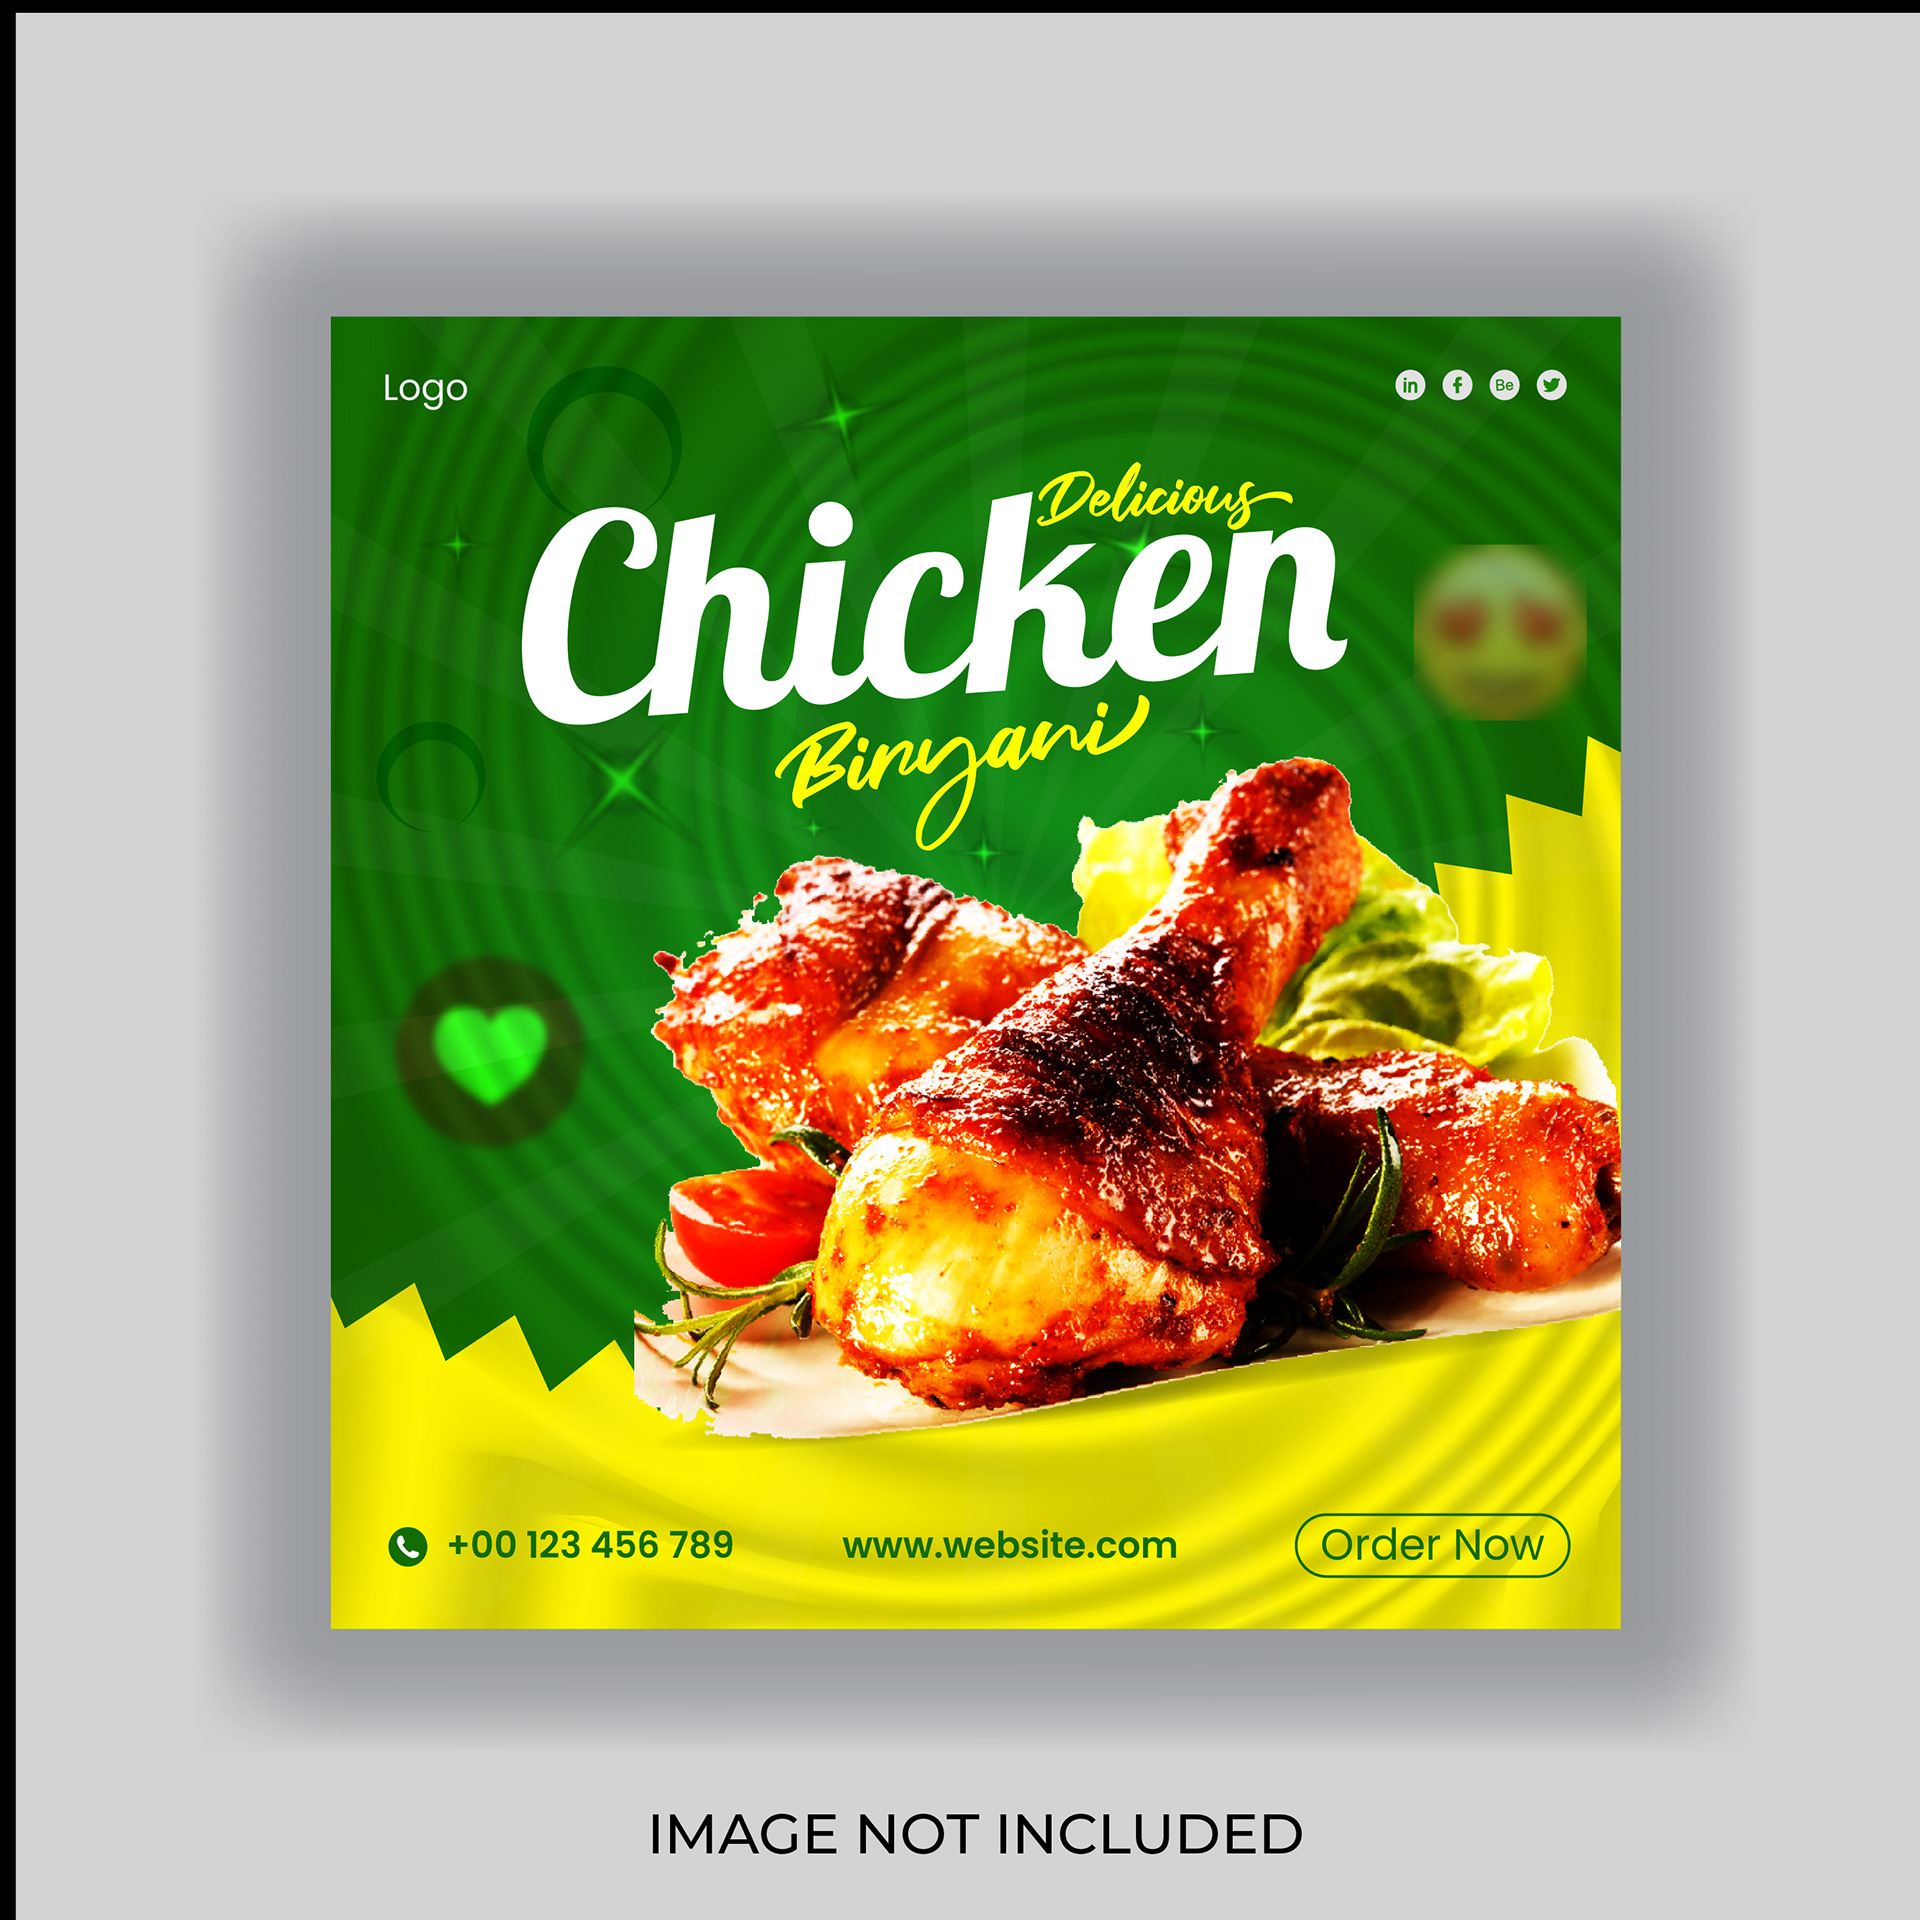 Logo
in f Be
Delicious
Chicken
Biryani
+00 123 456 789
www.website.com
Order Now
IMAGE NOT INCLUDED